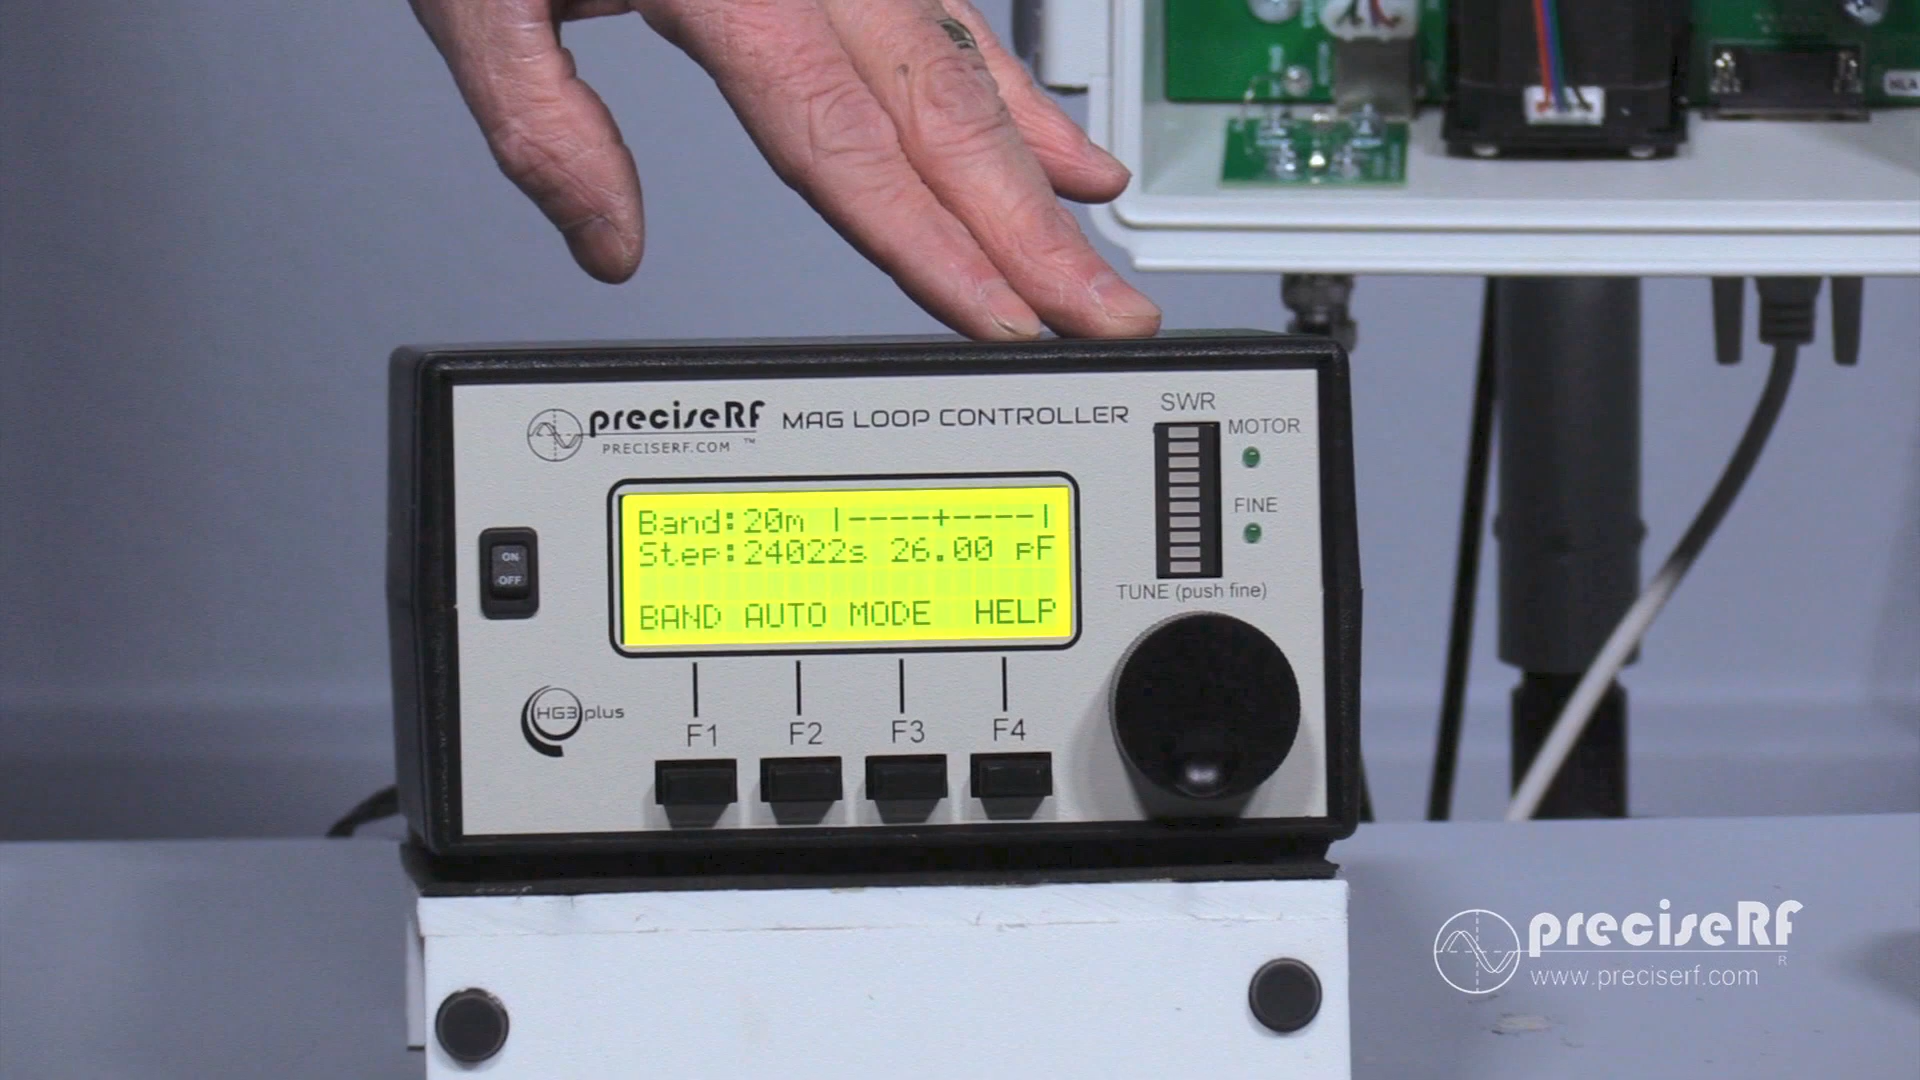 preciseRF MAG LOOP CONTROLLER
PRECISERF.COM ™
SWR
MOTOR
FINE
TUNE (push fine)
ON
OFF
Band:20m |----+----|
Step:24022s 26.00 pF
BAND AUTO MODE HELP
HG3plus
F1 F2 F3 F4
preciseRF
R
www.preciserf.com